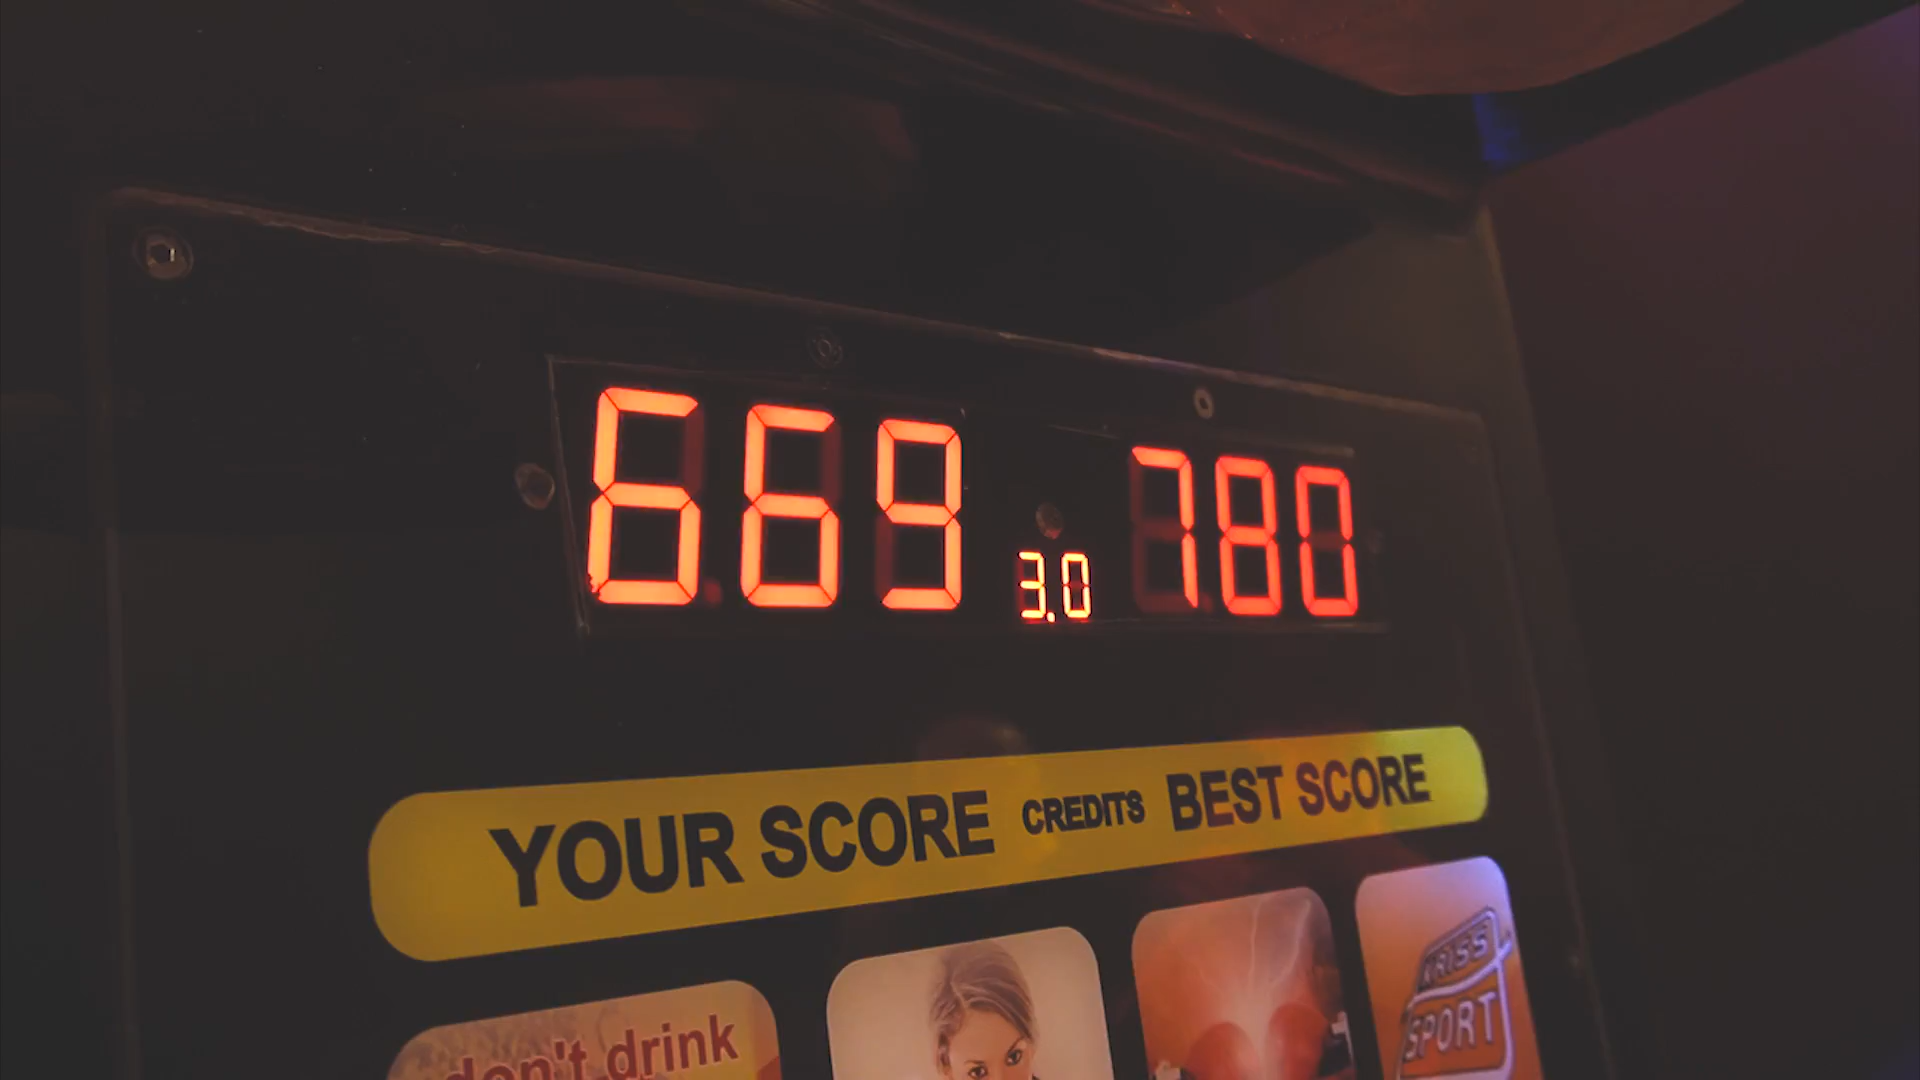 669 3.0 780
YOUR SCORE CREDITS BEST SCORE
don't drink
KRISS
SPORT